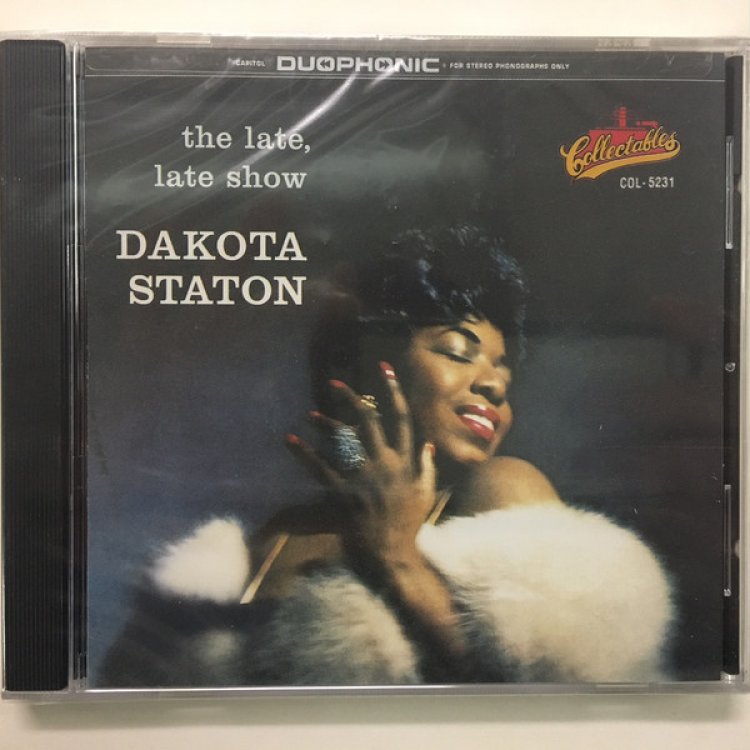 CAPITOL DUOPHONIC FOR STEREO PHONOGRAPHS ONLY
the late,
late show
DAKOTA
STATON
Collectables
COL-5231